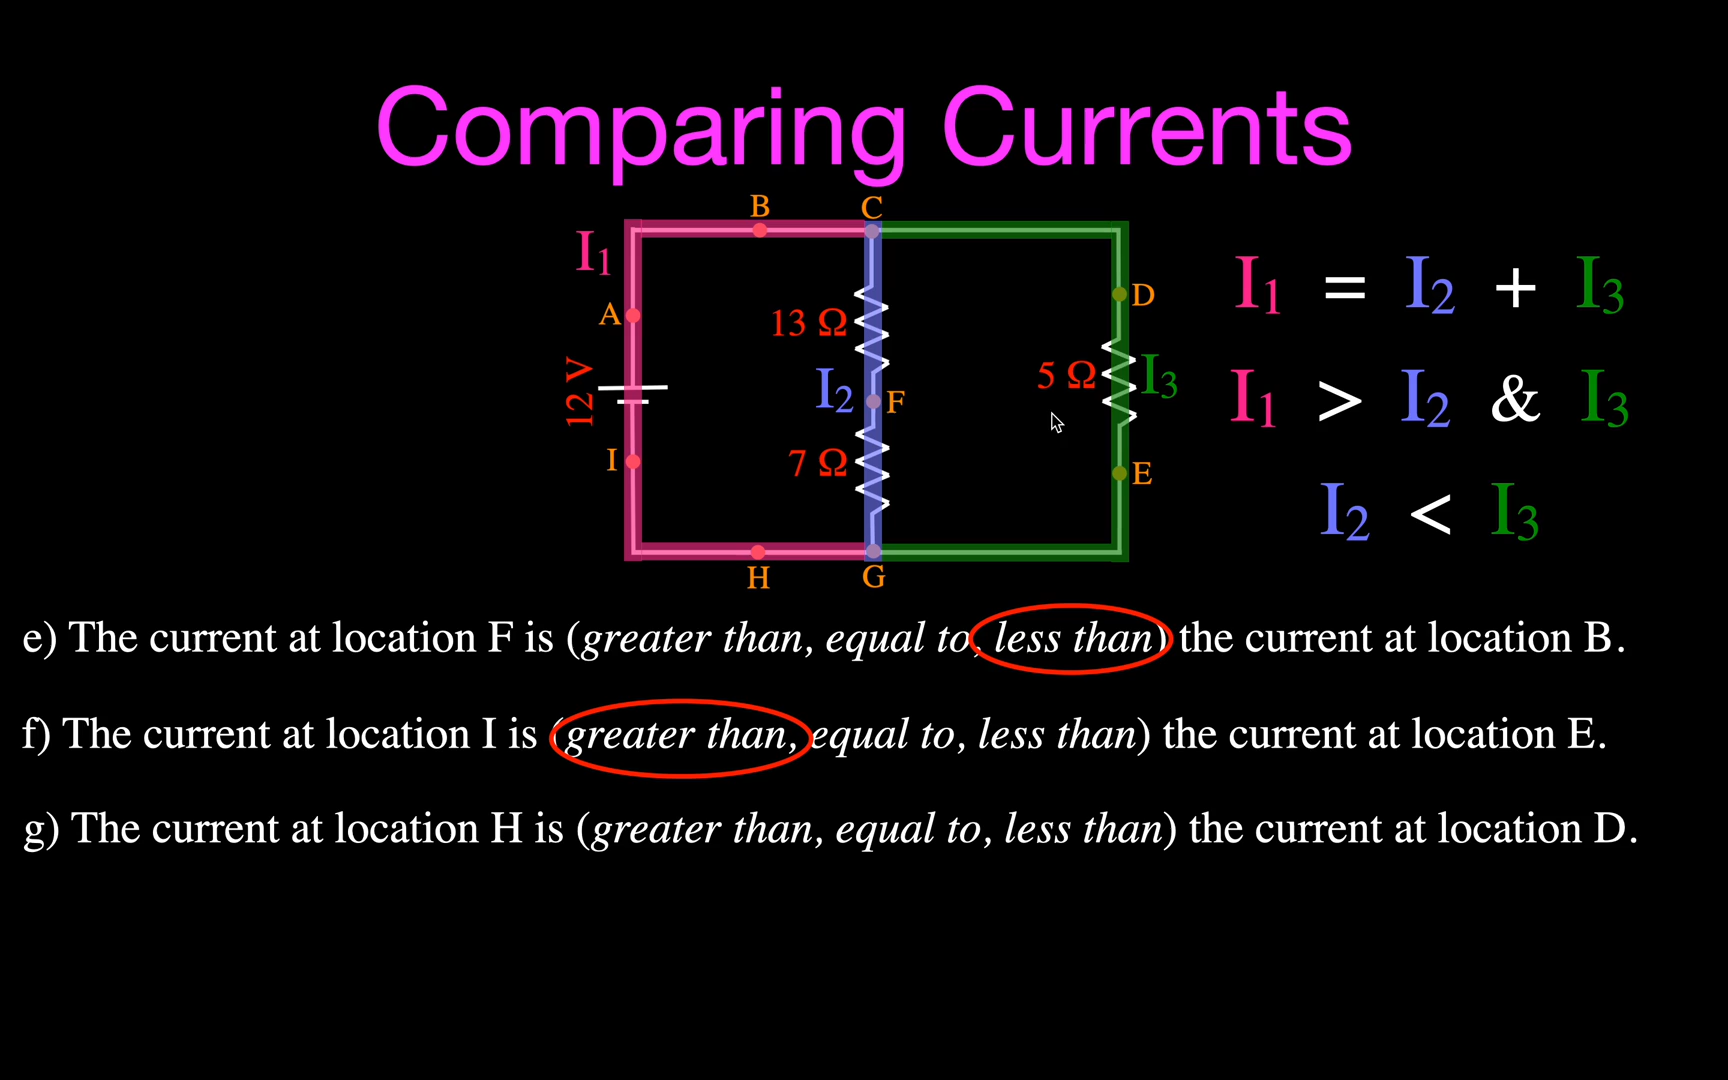 Comparing Currents
B
C
I₁
A
12 V
I
13 Ω
I₂
F
7 Ω
D
5 Ω
I₃
E
H
G
I₁ = I₂ + I₃
I₁ > I₂ & I₃
I₂ < I₃
e) The current at location F is (greater than, equal to, less than) the current at location B.
f) The current at location I is (greater than, equal to, less than) the current at location E.
g) The current at location H is (greater than, equal to, less than) the current at location D.